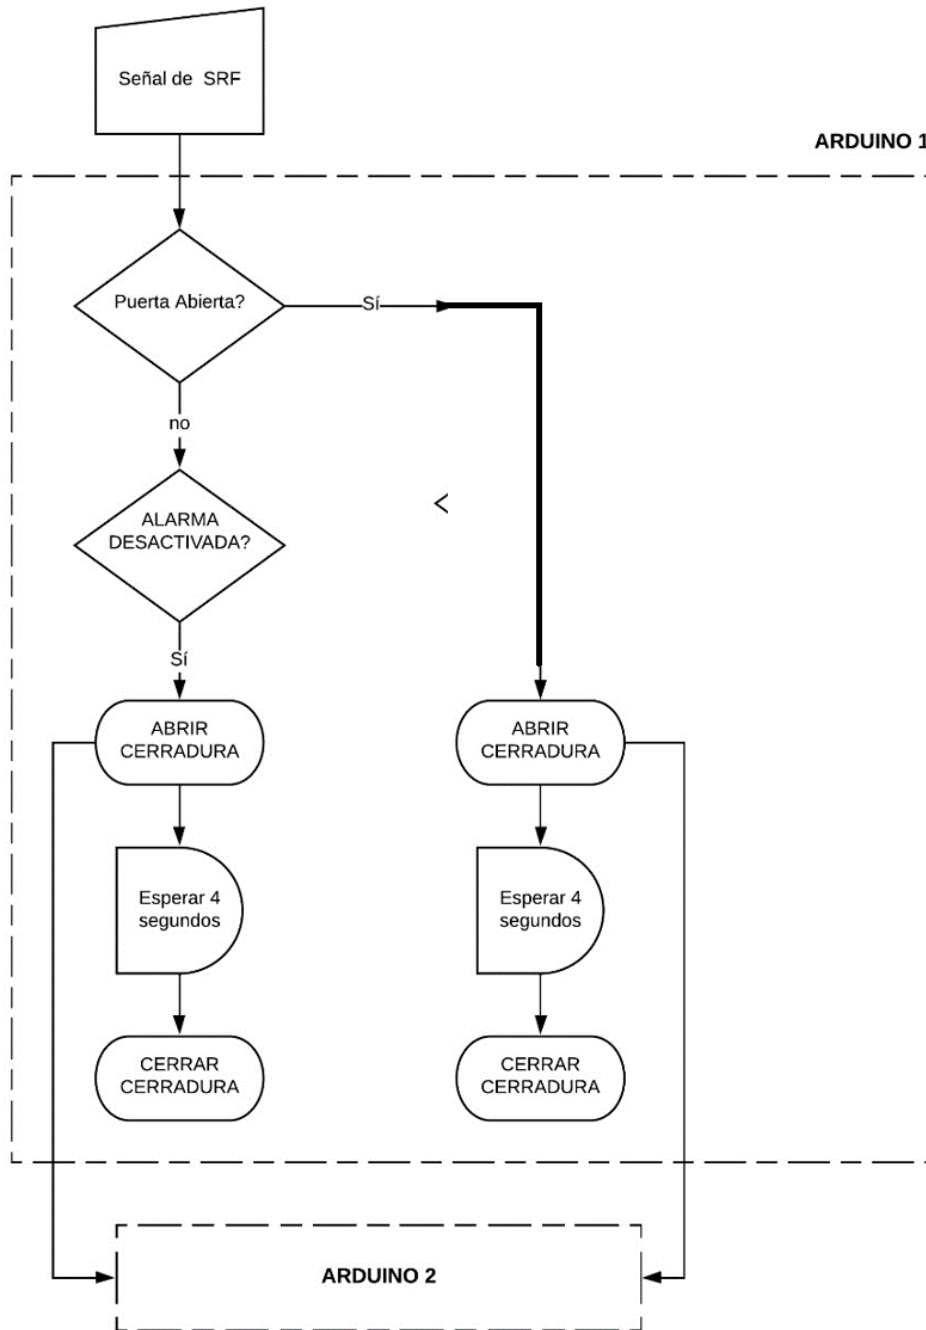 Señal de SRF
ARDUINO 1
Puerta Abierta?
Sí
no
ALARMA
DESACTIVADA?
Sí
ABRIR
CERRADURA
ABRIR
CERRADURA
Esperar 4
segundos
Esperar 4
segundos
CERRAR
CERRADURA
CERRAR
CERRADURA
ARDUINO 2